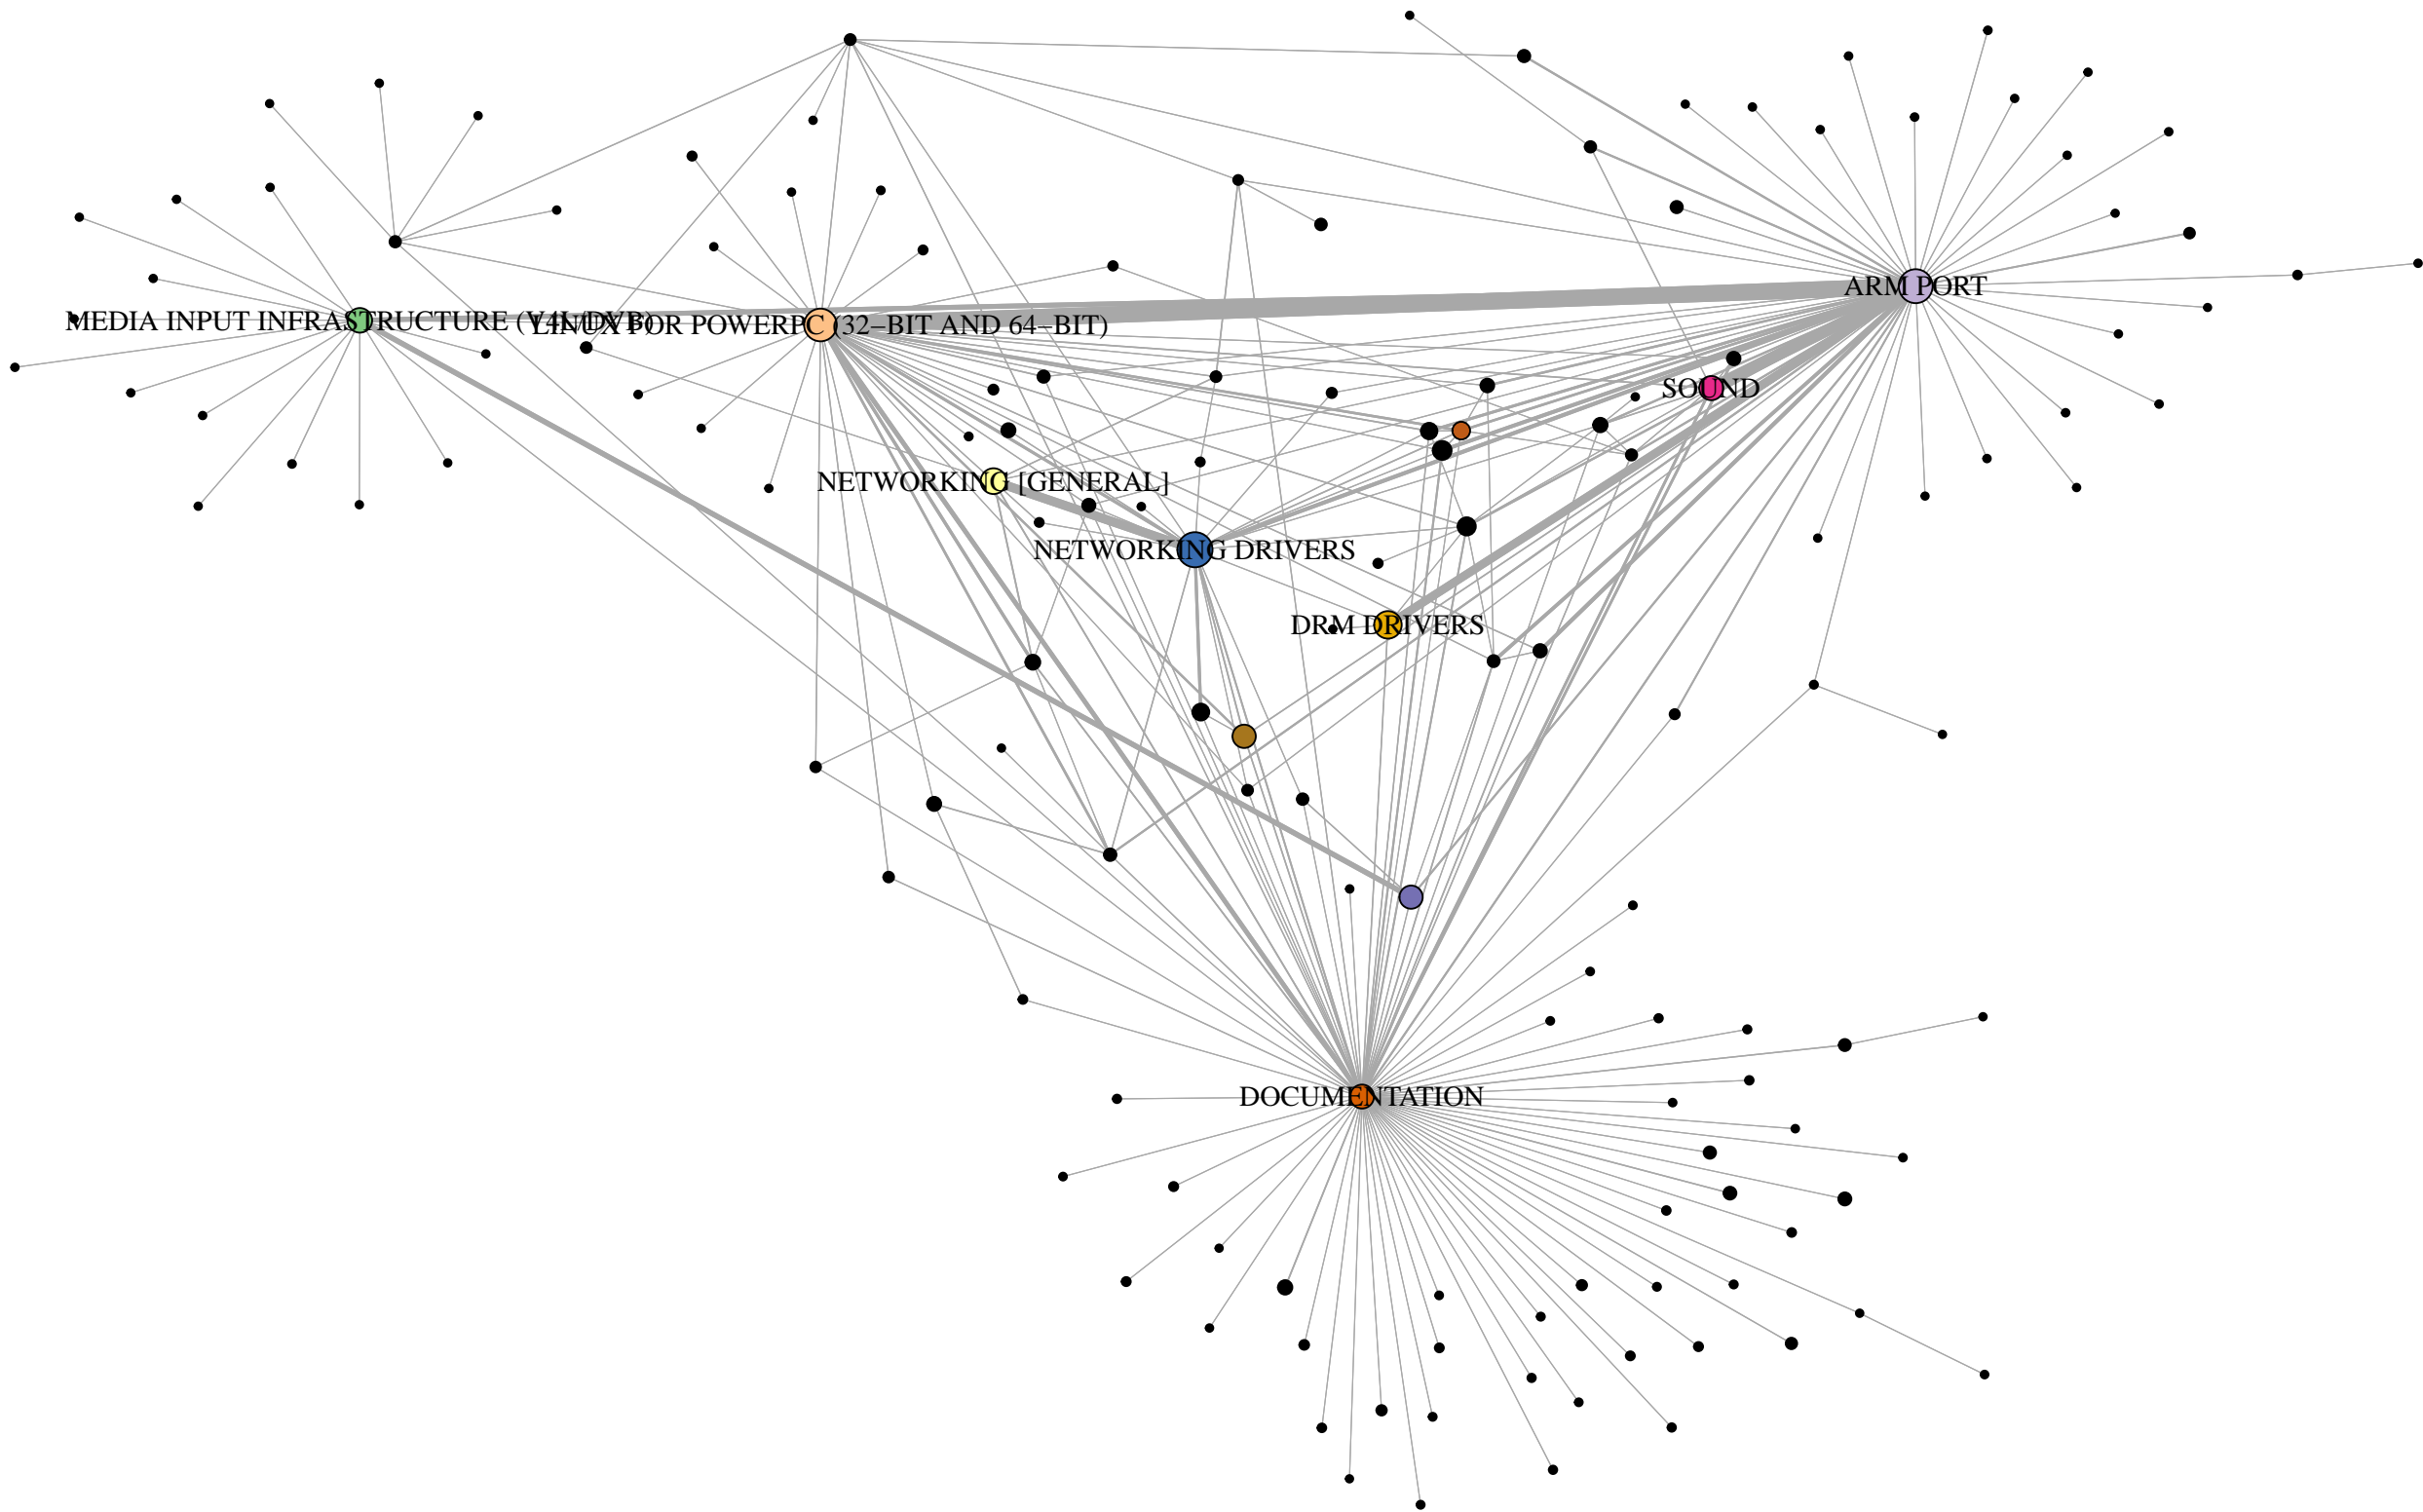 ARM PORT
MEDIA INPUT INFRASTRUCTURE (V4L/DVB)
LINUX FOR POWERPC (32−BIT AND 64−BIT)
SOUND
NETWORKING [GENERAL]
NETWORKING DRIVERS
DRM DRIVERS
DOCUMENTATION